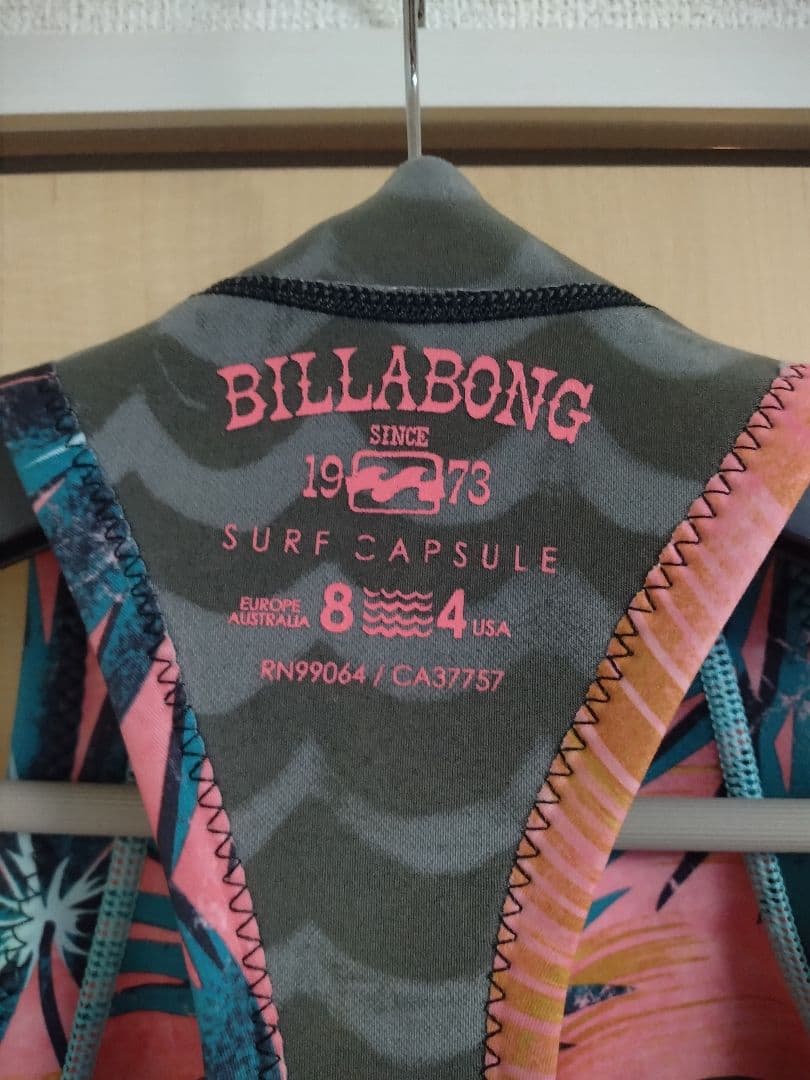 BILLABONG
SINCE
19 73
SURF CAPSULE
EUROPE
AUSTRALIA 8 4 USA
RN99064 / CA37757